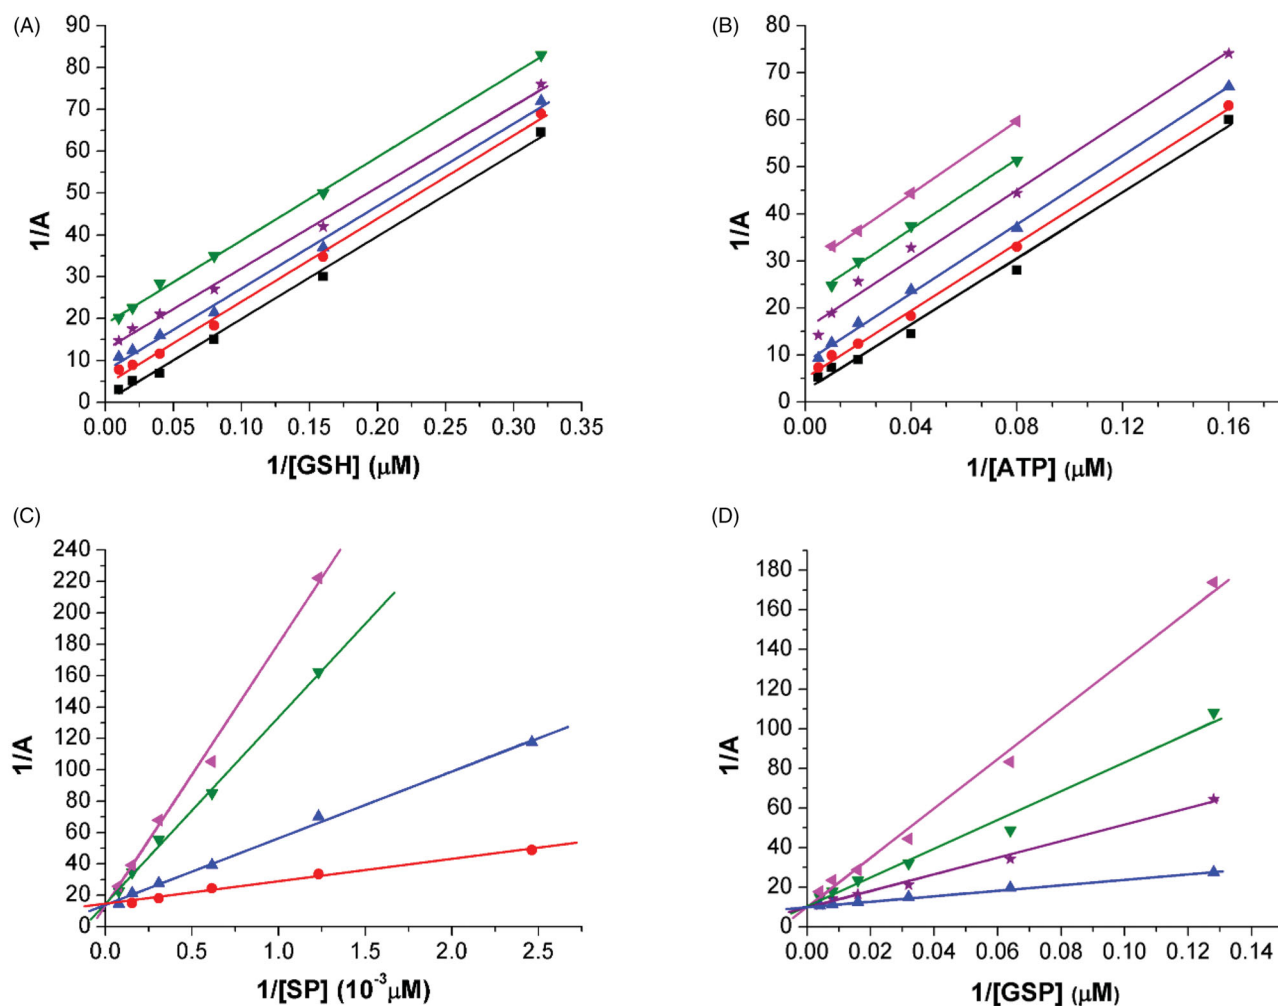 (A)
90
80
70
60
50
40
30
20
10
0
1/A
0.00 0.05 0.10 0.15 0.20 0.25 0.30 0.35
1/[GSH] (μM)
(B)
80
70
60
50
40
30
20
10
0
1/A
0.00 0.04 0.08 0.12 0.16
1/[ATP] (μM)
(C)
240
220
200
180
160
140
120
100
80
60
40
20
0
1/A
0.0 0.5 1.0 1.5 2.0 2.5
1/[SP] (10⁻³μM)
(D)
180
160
140
120
100
80
60
40
20
0
1/A
0.00 0.02 0.04 0.06 0.08 0.10 0.12 0.14
1/[GSP] (μM)